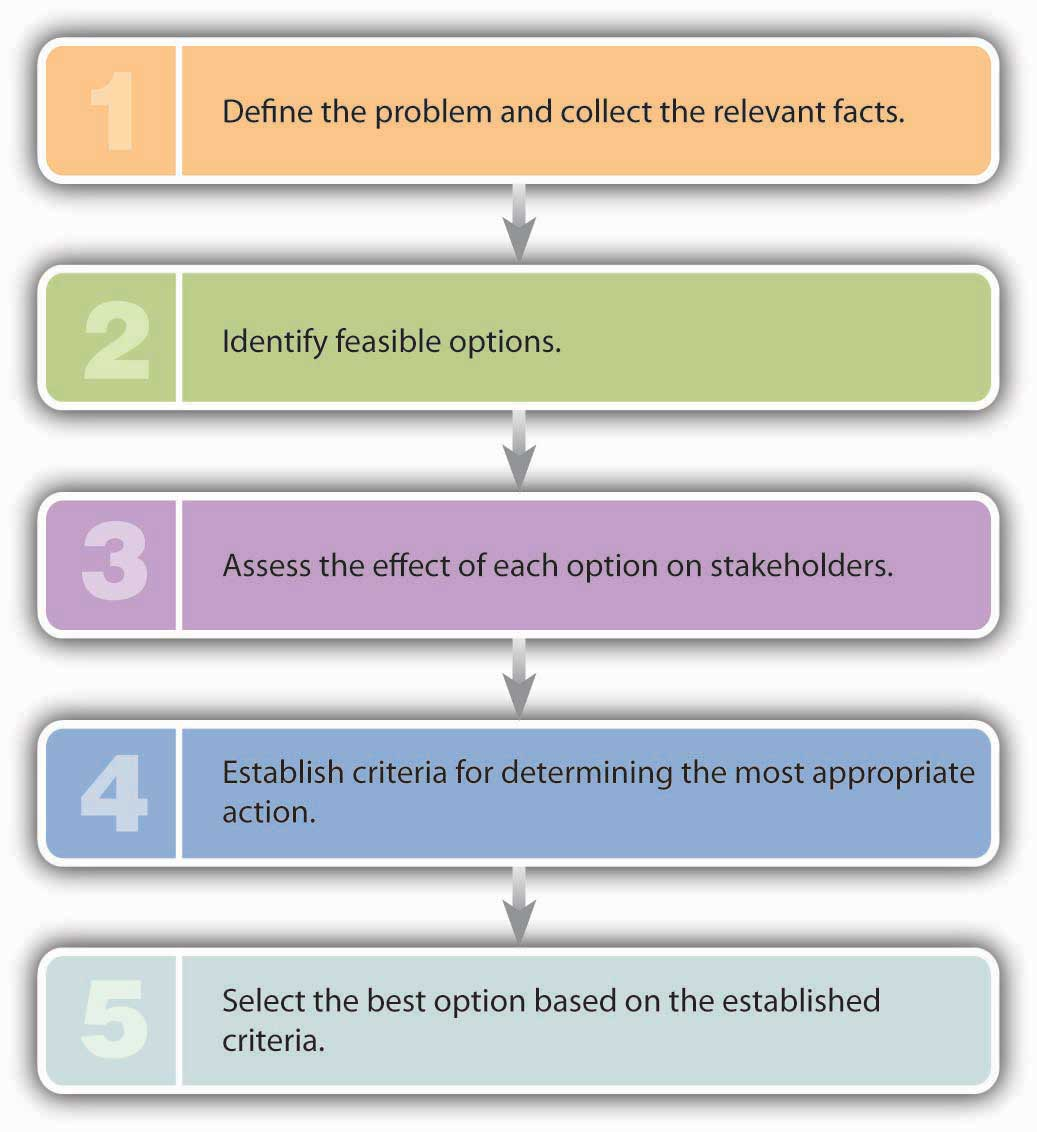 1
Define the problem and collect the relevant facts.
2
Identify feasible options.
3
Assess the effect of each option on stakeholders.
4
Establish criteria for determining the most appropriate
action.
5
Select the best option based on the established
criteria.